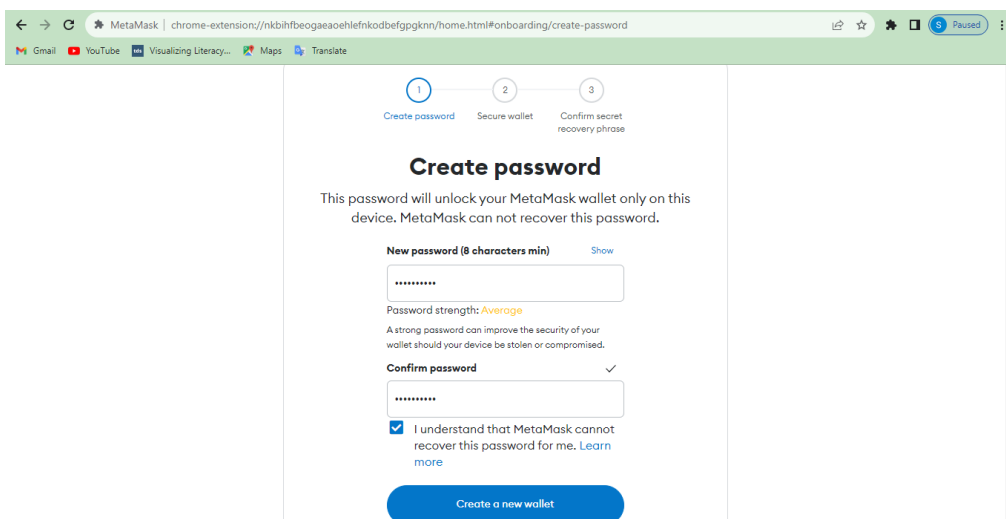 MetaMask | chrome-extension://nkbihfbeogaeaoehlefnkodbefgpgknn/home.html#onboarding/create-password S Paused
Gmail YouTube Visualizing Literacy... Maps Translate
1 2 3
Create password Secure wallet Confirm secret
recovery phrase
Create password
This password will unlock your MetaMask wallet only on this
device. MetaMask can not recover this password.
New password (8 characters min) Show
••••••••••
Password strength: Average
A strong password can improve the security of your
wallet should your device be stolen or compromised.
Confirm password
••••••••••
I understand that MetaMask cannot
recover this password for me. Learn
more
Create a new wallet